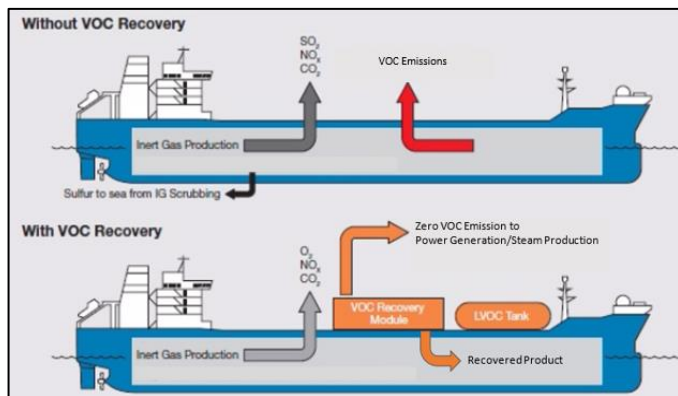 Without VOC Recovery
SO₂
NOₓ
CO₂
VOC Emissions
Inert Gas Production
Sulfur to sea from IG Scrubbing
With VOC Recovery
O₂
NOₓ
CO₂
Zero VOC Emission to
Power Generation/Steam Production
VOC Recovery
Module
LVOC Tank
Inert Gas Production
Recovered Product